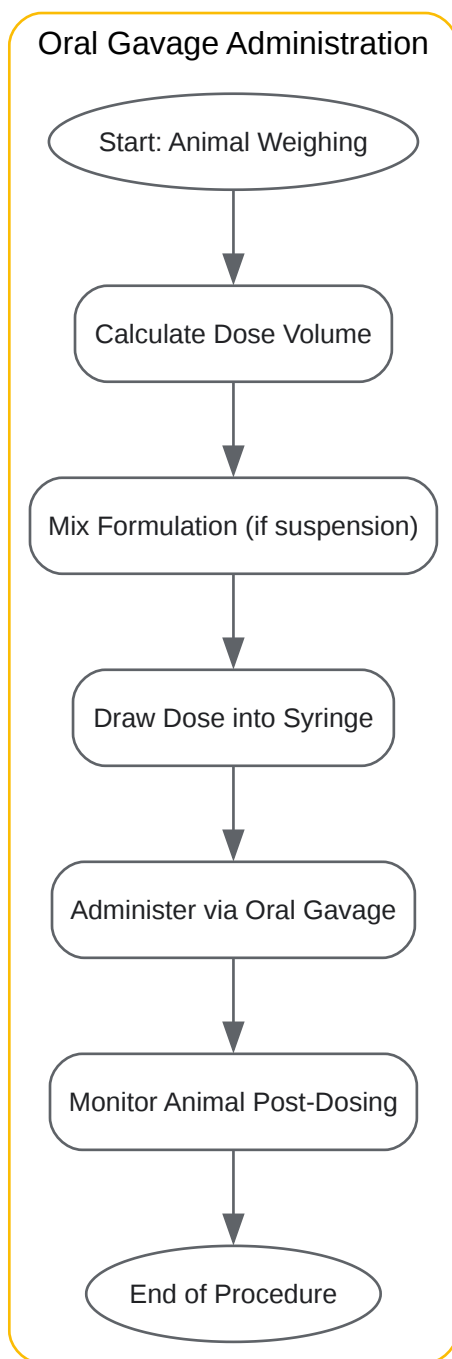 Oral Gavage Administration
Start: Animal Weighing
Calculate Dose Volume
Mix Formulation (if suspension)
Draw Dose into Syringe
Administer via Oral Gavage
Monitor Animal Post-Dosing
End of Procedure